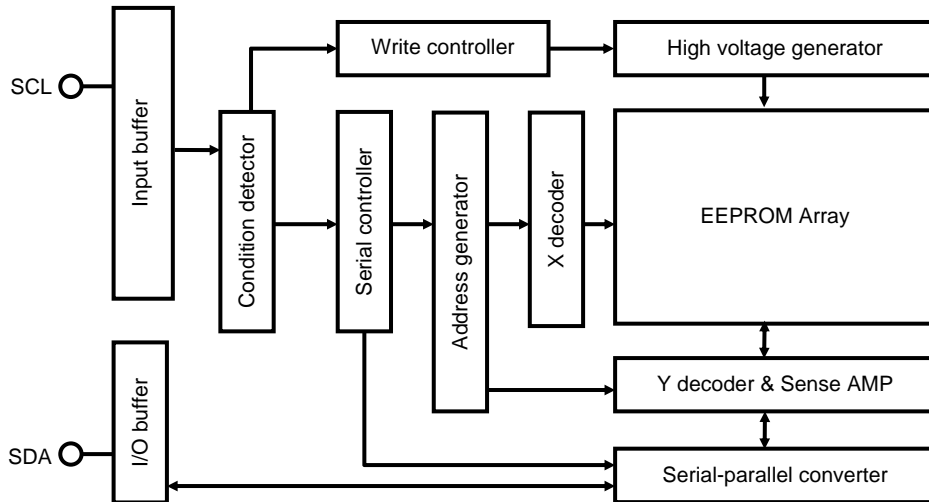 Write controller
High voltage generator
SCL
Input buffer
Condition detector
Serial controller
Address generator
X decoder
EEPROM Array
Y decoder & Sense AMP
SDA
I/O buffer
Serial-parallel converter